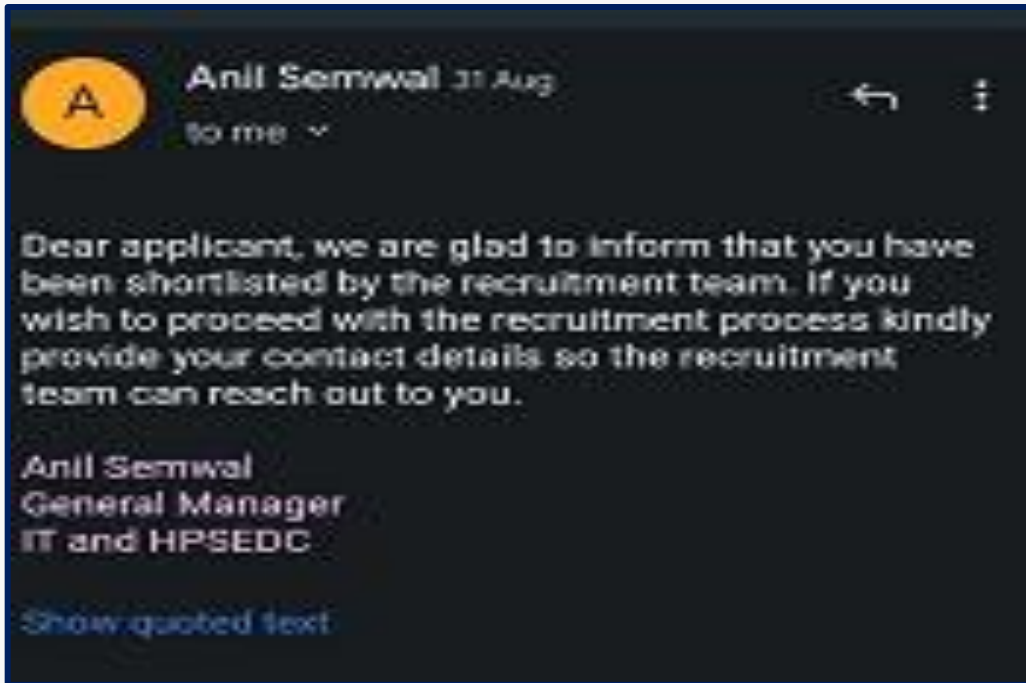 A
Anil Semwal 31 Aug
to me
Dear applicant, we are glad to inform that you have
been shortlisted by the recruitment team. If you
wish to proceed with the recruitment process kindly
provide your contact details so the recruitment
team can reach out to you.
Anil Semwal
General Manager
IT and HPSEDC
Show quoted text